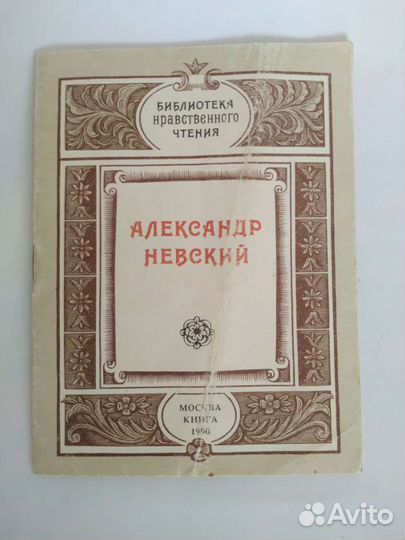 БИБЛИОТЕКА
нравственного
ЧТЕНИЯ
АЛЕКСАНДР
НЕВСКИЙ
МОСКВА
КНИГА
1990
Avito